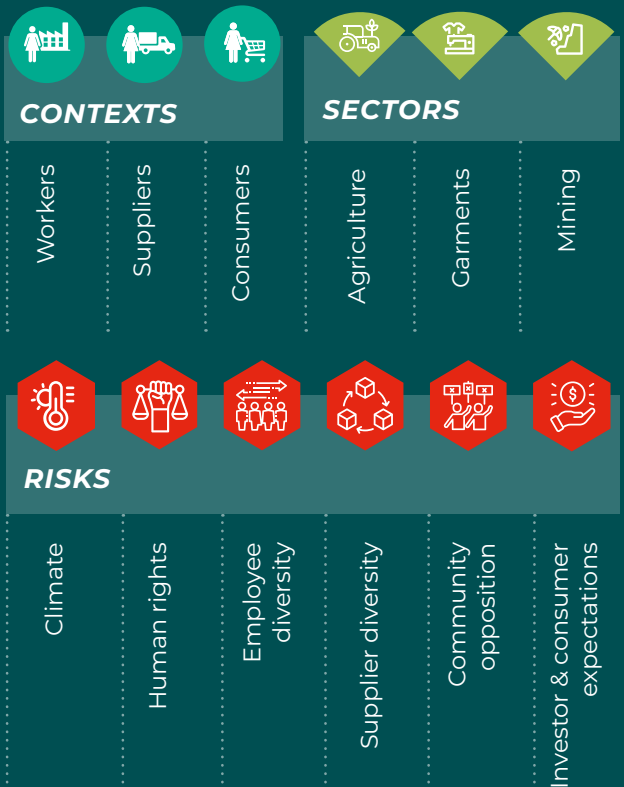 CONTEXTS
SECTORS
Workers
Suppliers
Consumers
Agriculture
Garments
Mining
RISKS
Climate
Human rights
Employee
diversity
Supplier diversity
Community
opposition
Investor & consumer
expectations